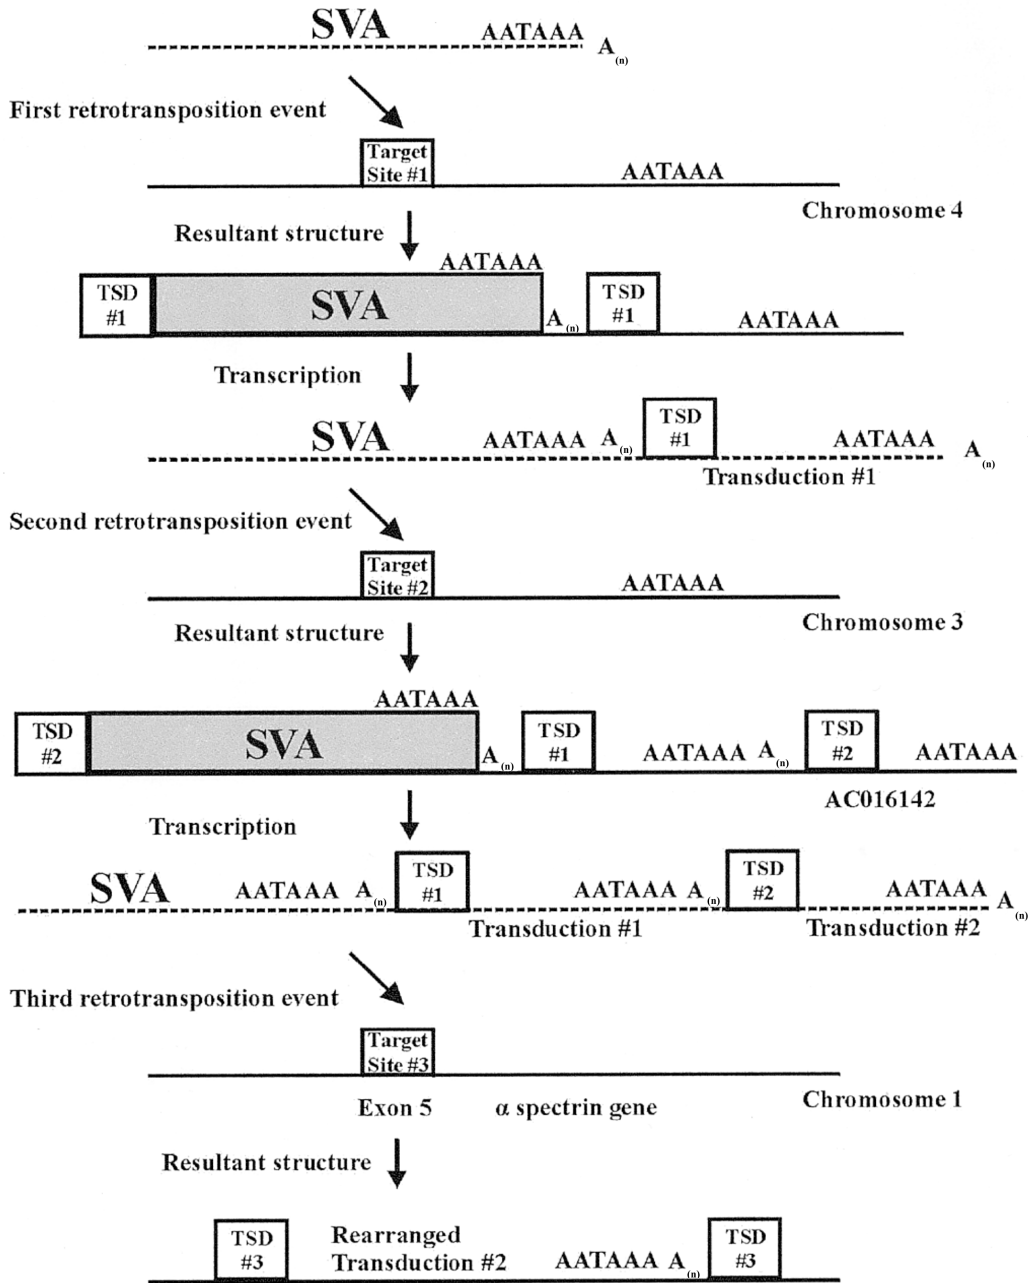 SVA AATAAA A(n)
First retrotransposition event
Target
Site #1
AATAAA
Chromosome 4
Resultant structure
AATAAA
TSD
#1
SVA
A(n)
TSD
#1
AATAAA
Transcription
SVA AATAAA A(n)
TSD
#1
AATAAA A(n)
Transduction #1
Second retrotransposition event
Target
Site #2
AATAAA
Chromosome 3
Resultant structure
AATAAA
TSD
#2
SVA
A(n)
TSD
#1
AATAAA A(n)
TSD
#2
AATAAA
AC016142
Transcription
SVA AATAAA A(n)
TSD
#1
AATAAA A(n)
TSD
#2
AATAAA A(n)
Transduction #1 Transduction #2
Third retrotransposition event
Target
Site #3
Exon 5 α spectrin gene
Chromosome 1
Resultant structure
TSD
#3
Rearranged
Transduction #2
AATAAA A(n)
TSD
#3